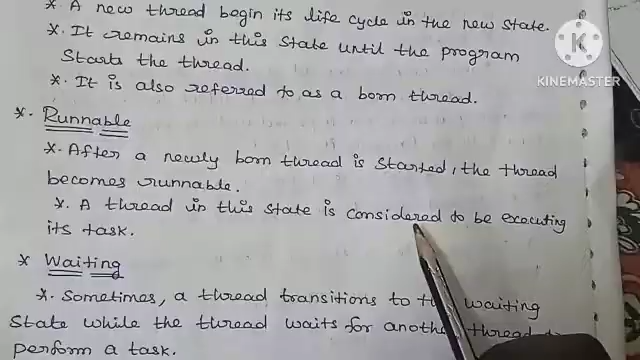 *. A new thread begin its life cycle in the new state.
*. It remains in this state until the program
Starts the thread.
*. It is also referred to as a born thread.
KINEMASTER
*. Runnable
*. After a newly born thread is started, the thread
becomes runnable.
*. A thread in this state is considered to be executing
its task.
* Waiting
*. Sometimes, a thread transitions to the waiting
State while the thread waits for another thread to
perform a task.